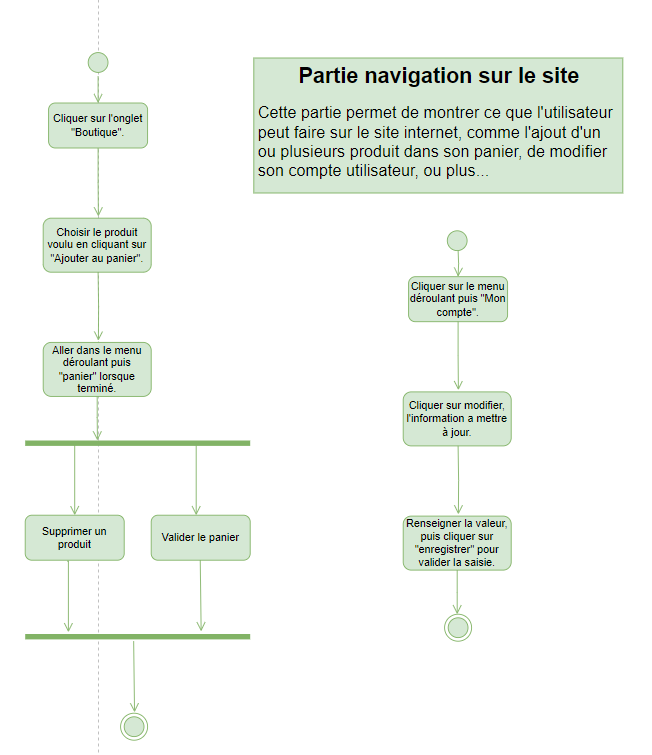 Partie navigation sur le site
Cette partie permet de montrer ce que l'utilisateur
peut faire sur le site internet, comme l'ajout d'un
ou plusieurs produit dans son panier, de modifier
son compte utilisateur, ou plus...
Cliquer sur l'onglet
"Boutique".
Choisir le produit
voulu en cliquant sur
"Ajouter au panier".
Aller dans le menu
déroulant puis
"panier" lorsque
terminé.
Supprimer un
produit
Valider le panier
Cliquer sur le menu
déroulant puis "Mon
compte".
Cliquer sur modifier,
l'information a mettre
à jour.
Renseigner la valeur,
puis cliquer sur
"enregistrer" pour
valider la saisie.